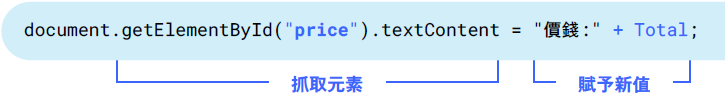 document.getElementById("price").textContent = "價錢:" + Total;
抓取元素 賦予新值